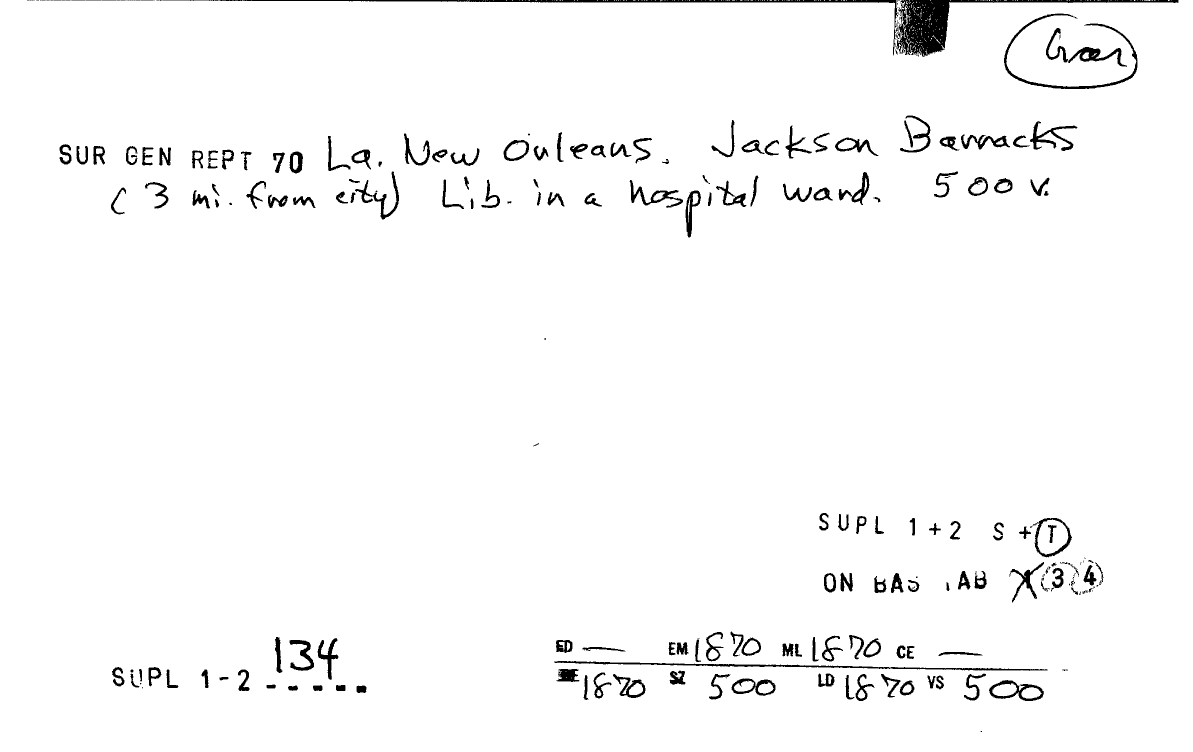 SUR GEN REPT 70 La. New Orleans. Jackson Barracks
(3 mi. from city) Lib. in a hospital ward. 500 v.
SUPL 1+2 S+T
ON BAS TAB X 3 4
SUPL 1-2 134
ED — EM 1870 ML 1870 CE —
1870 SZ 500 LD 1870 VS 500